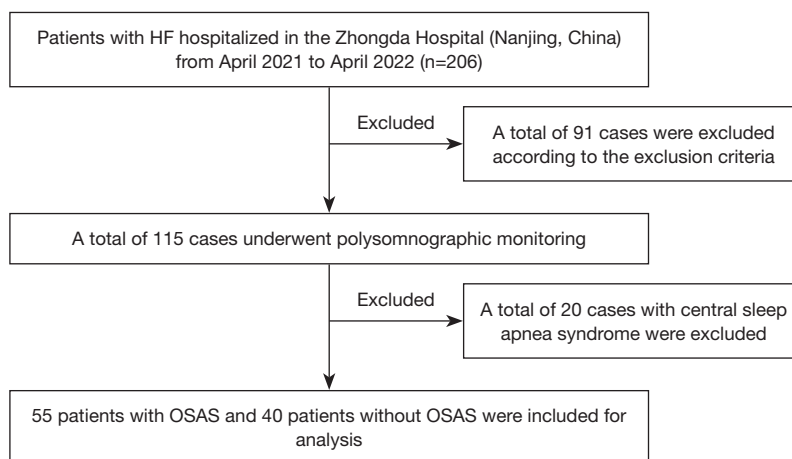 Patients with HF hospitalized in the Zhongda Hospital (Nanjing, China)
from April 2021 to April 2022 (n=206)
Excluded
A total of 91 cases were excluded
according to the exclusion criteria
A total of 115 cases underwent polysomnographic monitoring
Excluded
A total of 20 cases with central sleep
apnea syndrome were excluded
55 patients with OSAS and 40 patients without OSAS were included for
analysis